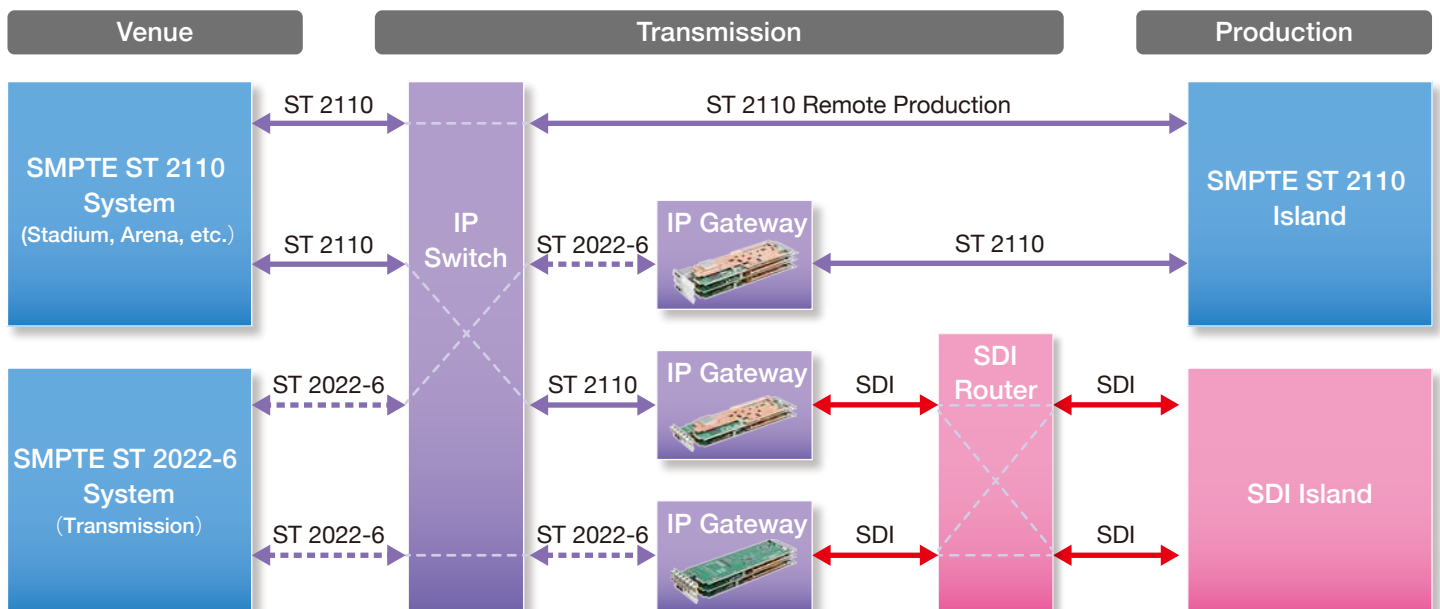 Venue
Transmission
Production
ST 2110
ST 2110 Remote Production
SMPTE ST 2110
System
(Stadium, Arena, etc.)
IP
Switch
SMPTE ST 2110
Island
ST 2110
ST 2022-6
IP Gateway
ST 2110
ST 2022-6
ST 2110
IP Gateway
SDI
SDI
Router
SDI
SMPTE ST 2022-6
System
(Transmission)
SDI Island
ST 2022-6
ST 2022-6
IP Gateway
SDI
SDI